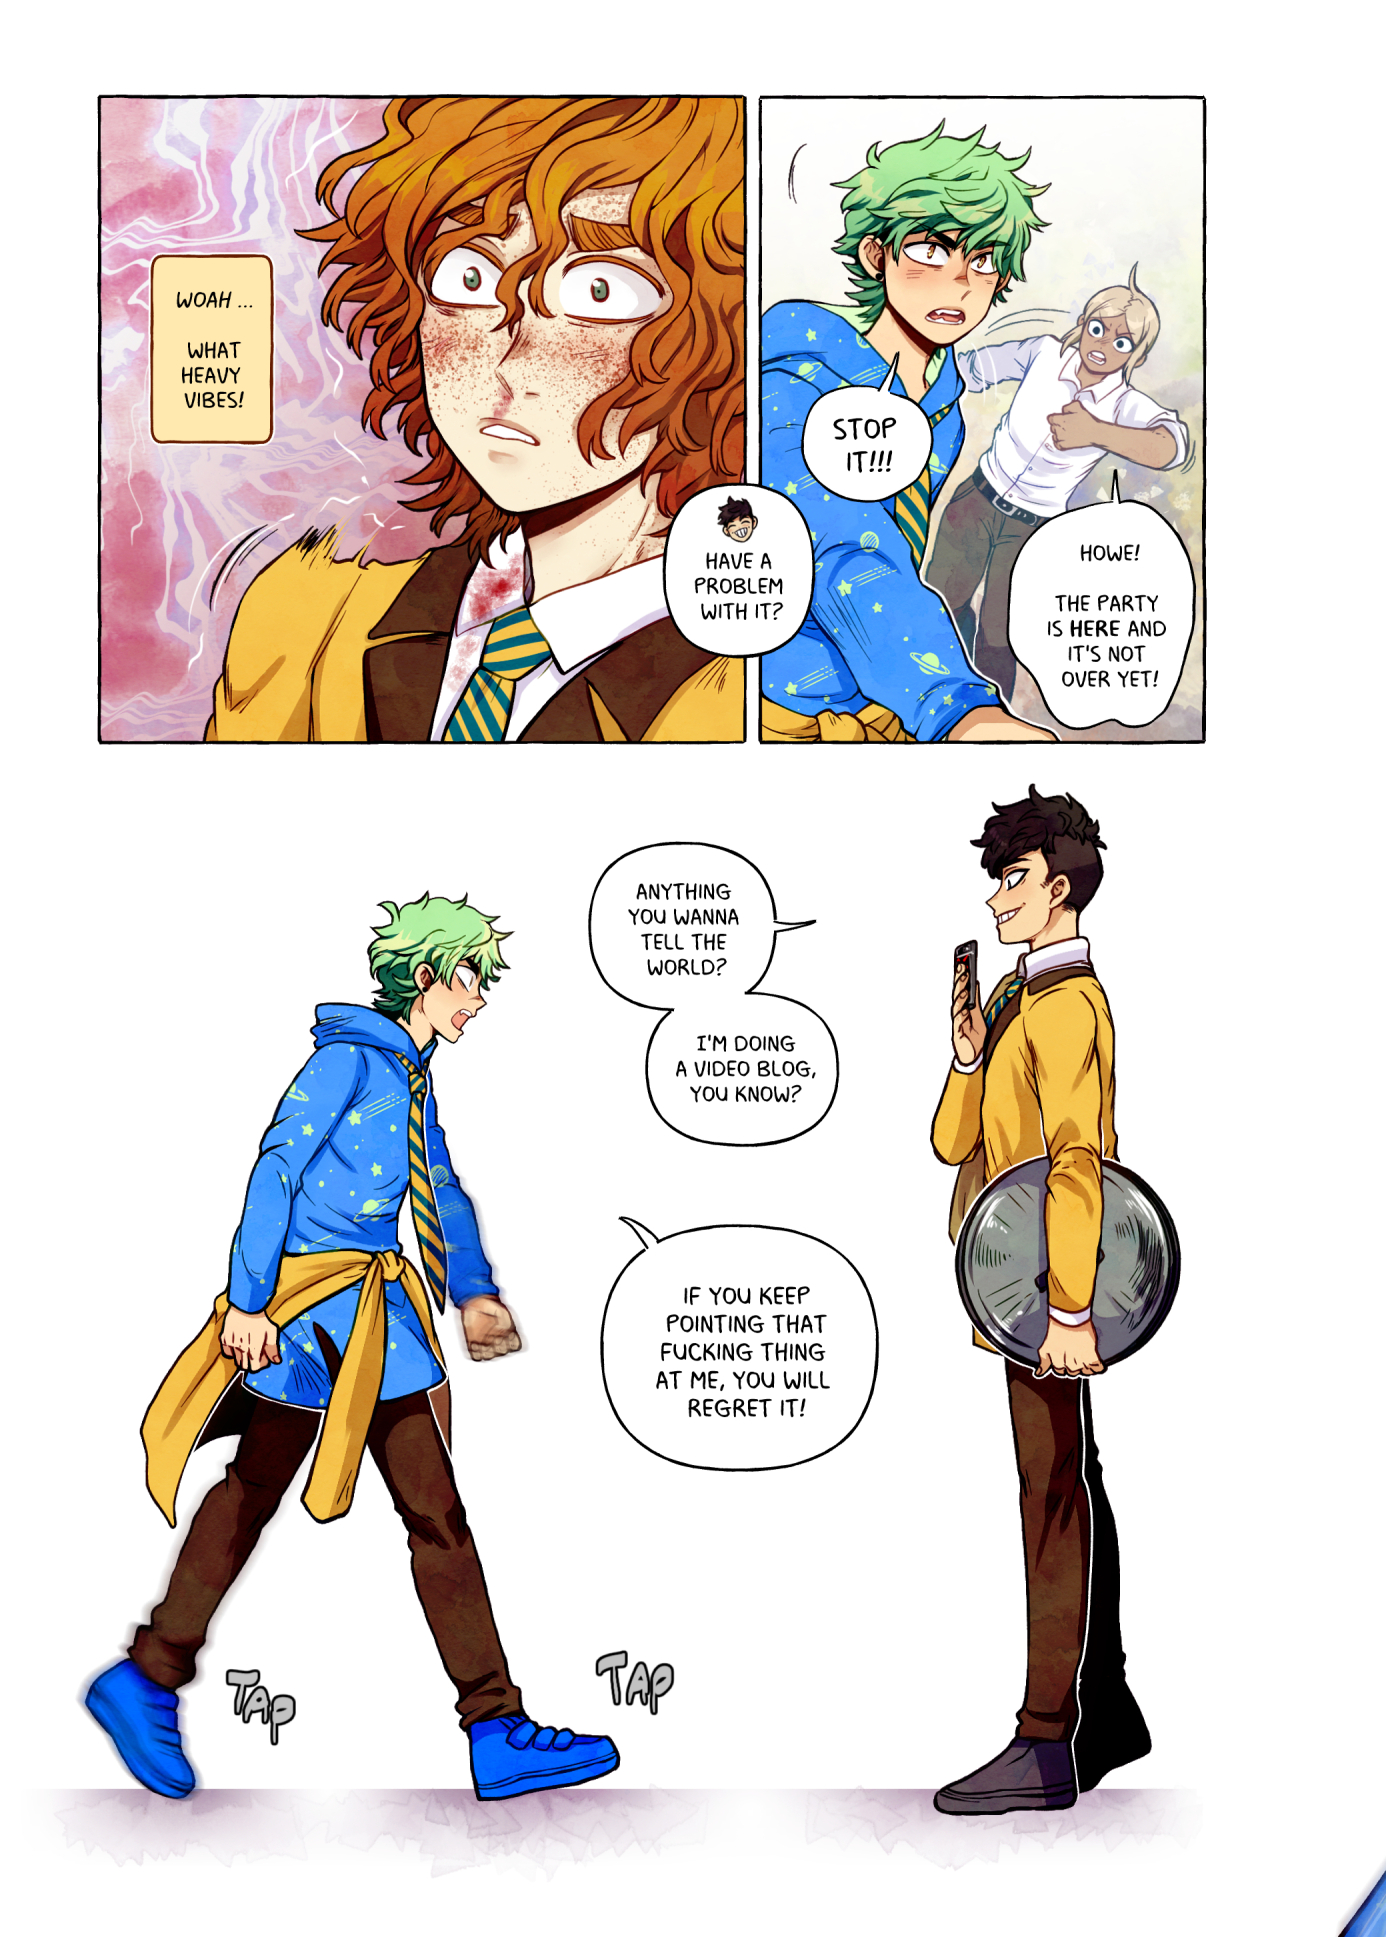 WOAH ...
WHAT
HEAVY
VIBES!
STOP
IT!!!
HAVE A
PROBLEM
WITH IT?
HOWE!
THE PARTY
IS HERE AND
IT'S NOT
OVER YET!
ANYTHING
YOU WANNA
TELL THE
WORLD?
I'M DOING
A VIDEO BLOG,
YOU KNOW?
IF YOU KEEP
POINTING THAT
FUCKING THING
AT ME, YOU WILL
REGRET IT!
TAP
TAP